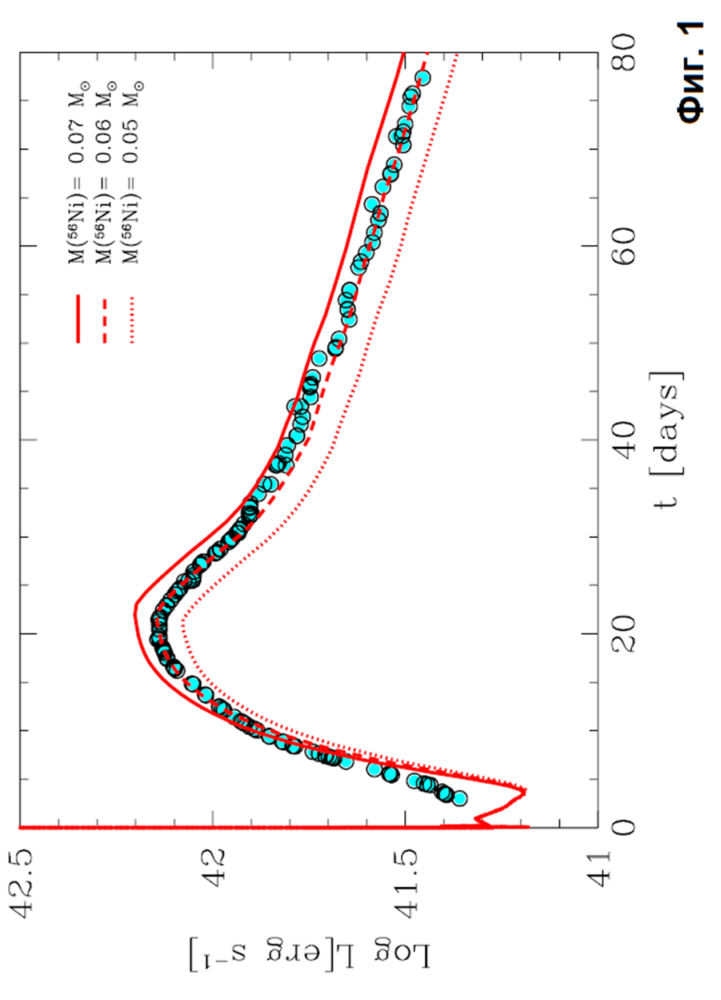 M(⁵⁶Ni)= 0.07 M☉
M(⁵⁶Ni)= 0.06 M☉
M(⁵⁶Ni)= 0.05 M☉
42.5
42
41.5
41
Log L[erg s⁻¹]
0
20
40
60
80
t [days]
Фиг. 1